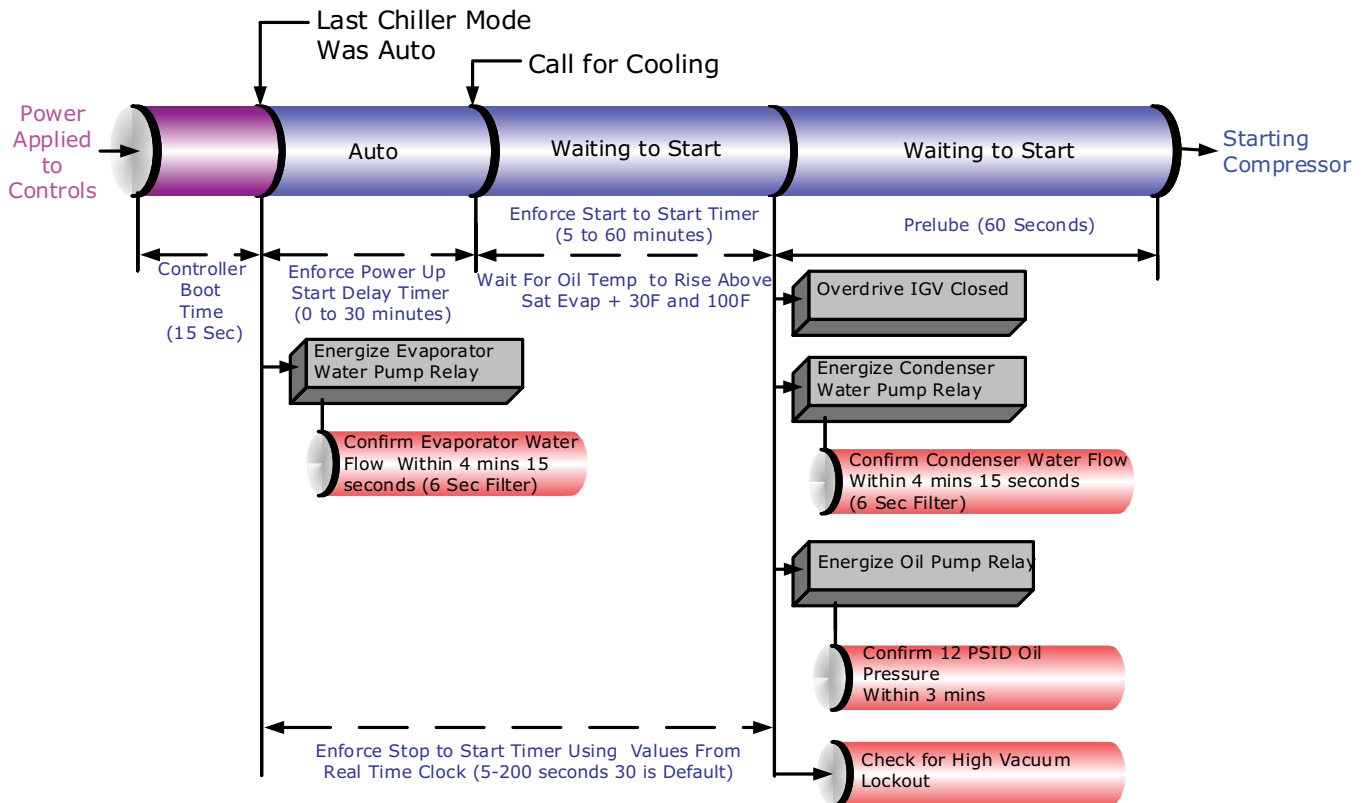 Last Chiller Mode
Was Auto
Call for Cooling
Power
Applied
to
Controls
Auto
Waiting to Start
Waiting to Start
Starting
Compressor
Enforce Start to Start Timer
(5 to 60 minutes)
Prelube (60 Seconds)
Controller
Boot
Time
(15 Sec)
Enforce Power Up
Start Delay Timer
(0 to 30 minutes)
Wait For Oil Temp to Rise Above
Sat Evap + 30F and 100F
Overdrive IGV Closed
Energize Evaporator
Water Pump Relay
Energize Condenser
Water Pump Relay
Confirm Evaporator Water
Flow Within 4 mins 15
seconds (6 Sec Filter)
Confirm Condenser Water Flow
Within 4 mins 15 seconds
(6 Sec Filter)
Energize Oil Pump Relay
Confirm 12 PSID Oil
Pressure
Within 3 mins
Enforce Stop to Start Timer Using Values From
Real Time Clock (5-200 seconds 30 is Default)
Check for High Vacuum
Lockout